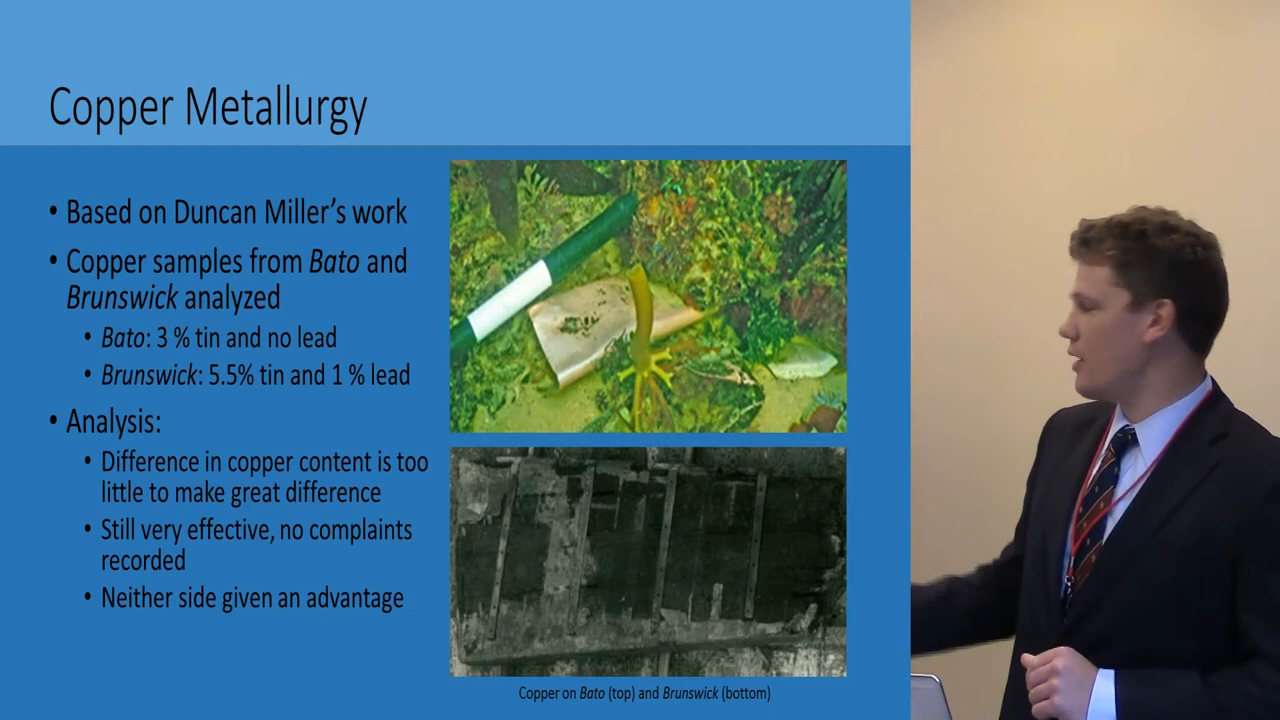 Copper Metallurgy
• Based on Duncan Miller's work
• Copper samples from Bato and
Brunswick analyzed
• Bato: 3 % tin and no lead
• Brunswick: 5.5% tin and 1 % lead
• Analysis:
• Difference in copper content is too
little to make great difference
• Still very effective, no complaints
recorded
• Neither side given an advantage
Copper on Bato (top) and Brunswick (bottom)